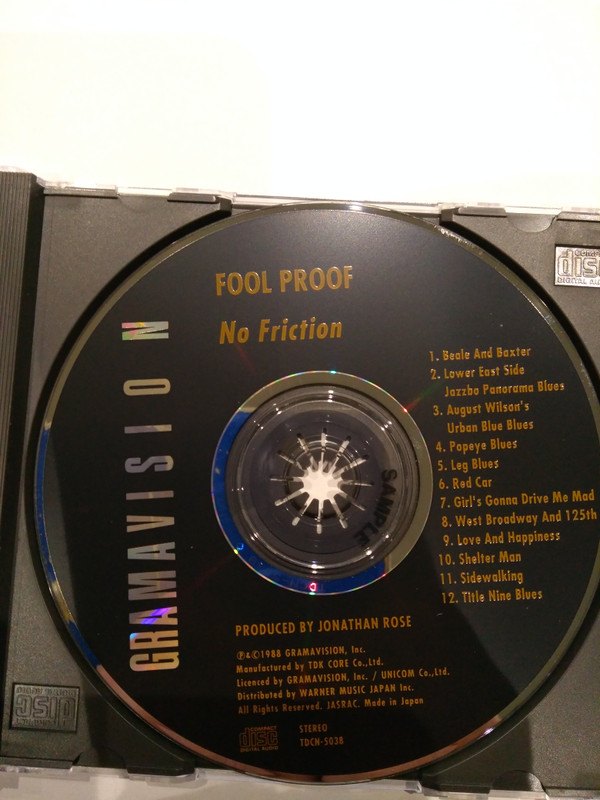 FOOL PROOF
No Friction
GRAMAVISION
1. Beale And Baxter
2. Lower East Side
Jazzbo Panorama Blues
3. August Wilson's
Urban Blue Blues
4. Popeye Blues
5. Leg Blues
6. Red Car
7. Girl's Gonna Drive Me Mad
8. West Broadway And 125th
9. Love And Happiness
10. Shelter Man
11. Sidewalking
12. Title Nine Blues
SAMPLE
PRODUCED BY JONATHAN ROSE
℗&©1988 GRAMAVISION, Inc.
Manufactured by TDK CORE Co.,Ltd.
Licenced by GRAMAVISION, Inc. / UNICOM Co.,Ltd.
Distributed by WARNER MUSIC JAPAN Inc.
All Rights Reserved. JASRAC. Made in Japan
COMPACT
disc
DIGITAL AUDIO
STEREO
TDCN-5038